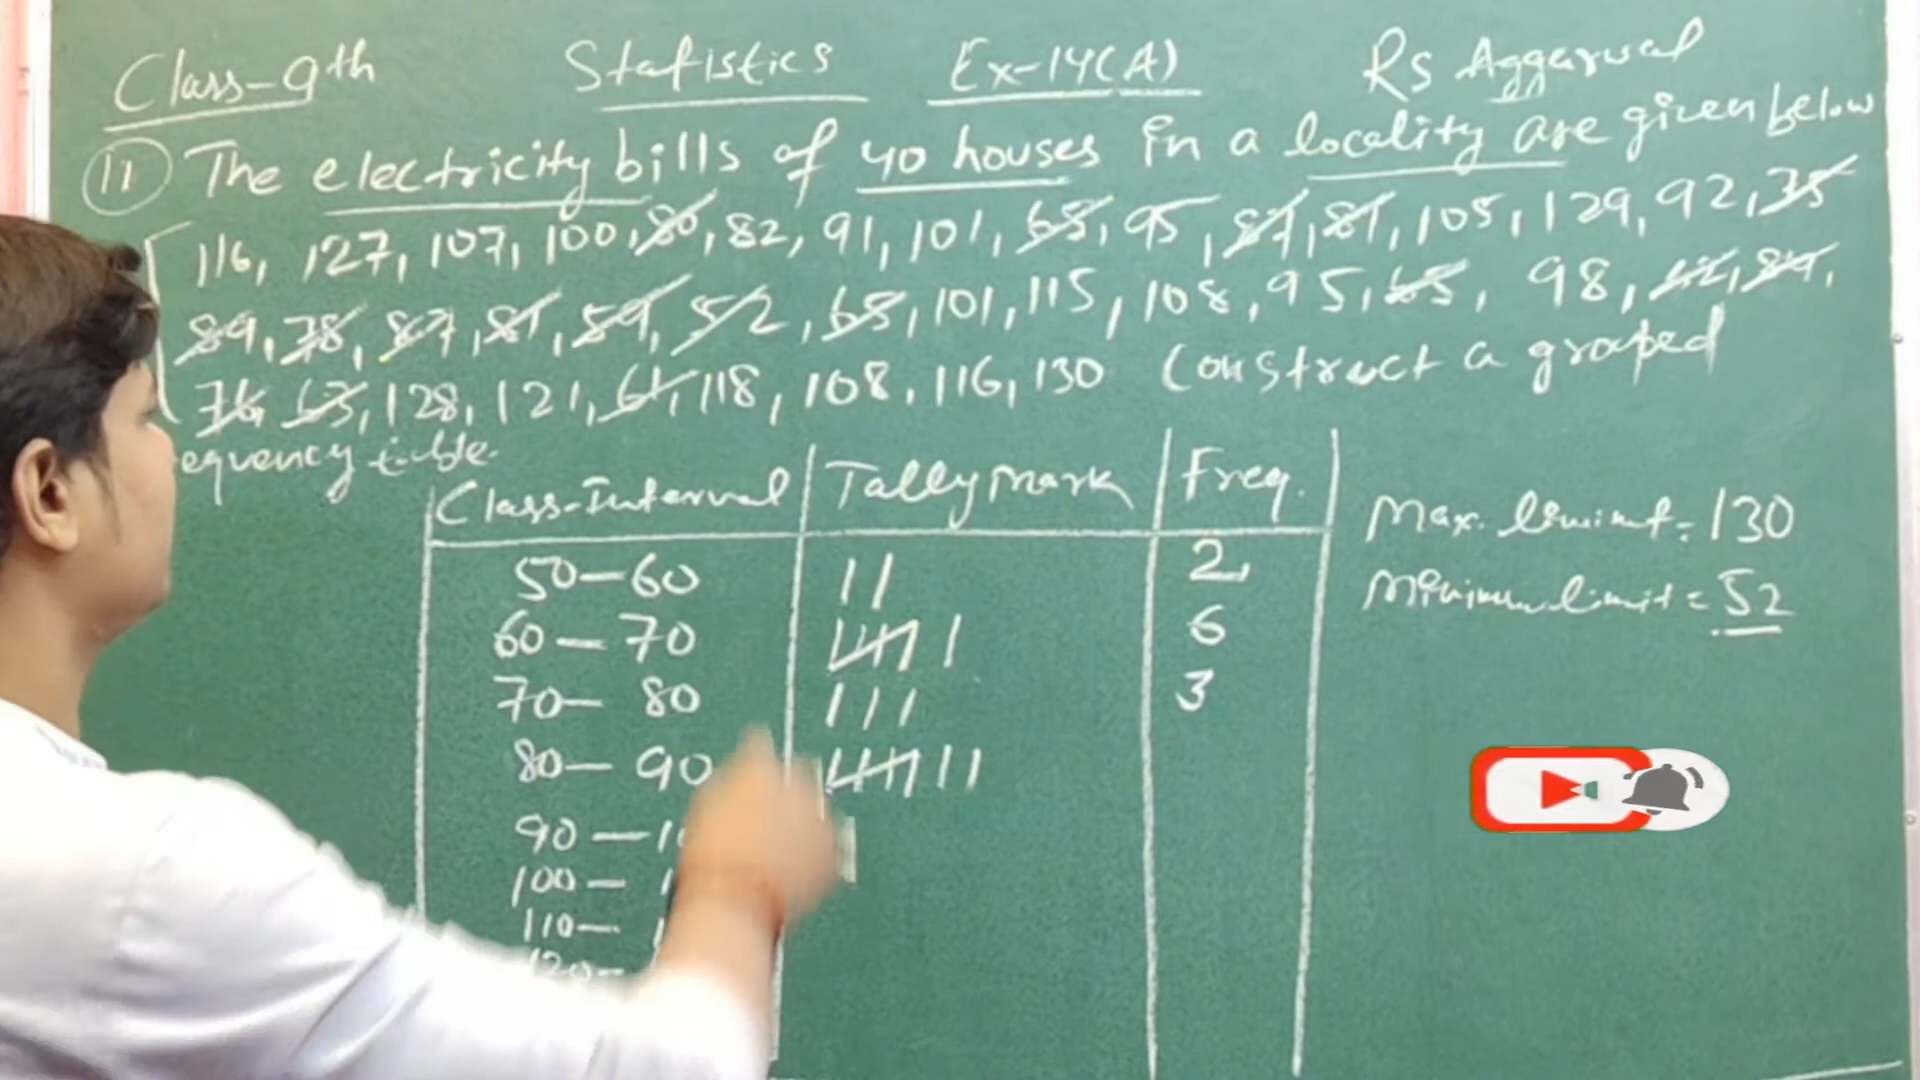 Class-9th Statistics Ex-14(A) Rs Aggarwal
11 The electricity bills of 40 houses in a locality are given below
116, 127, 107, 100, 80, 82, 91, 101, 65, 95, 87, 81, 105, 129, 92, 75
89, 78, 87, 81, 59, 52, 65, 101, 115, 108, 95, 65, 98, 62, 84,
76, 63, 128, 121, 61, 118, 108, 116, 130 Construct a graped
equency table.
Class-Interval Tally Mark Freq.
Max. limimt = 130
50-60 || 2
Minimum limit = 52
60-70 |||| | 6
70-80 ||| 3
80-90 |||| ||
90-10
100-1
110-1
120-